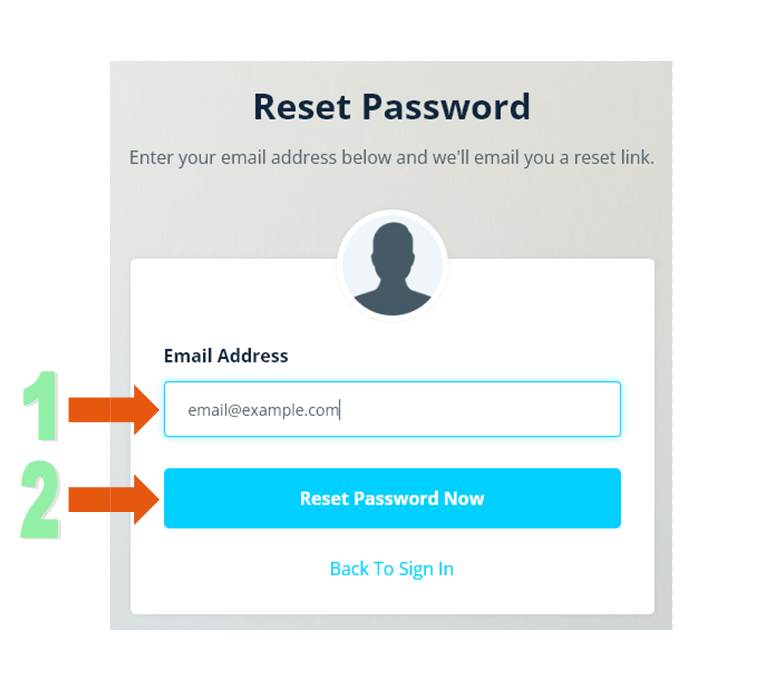 Reset Password
Enter your email address below and we'll email you a reset link.
Email Address
1
email@example.com
2
Reset Password Now
Back To Sign In